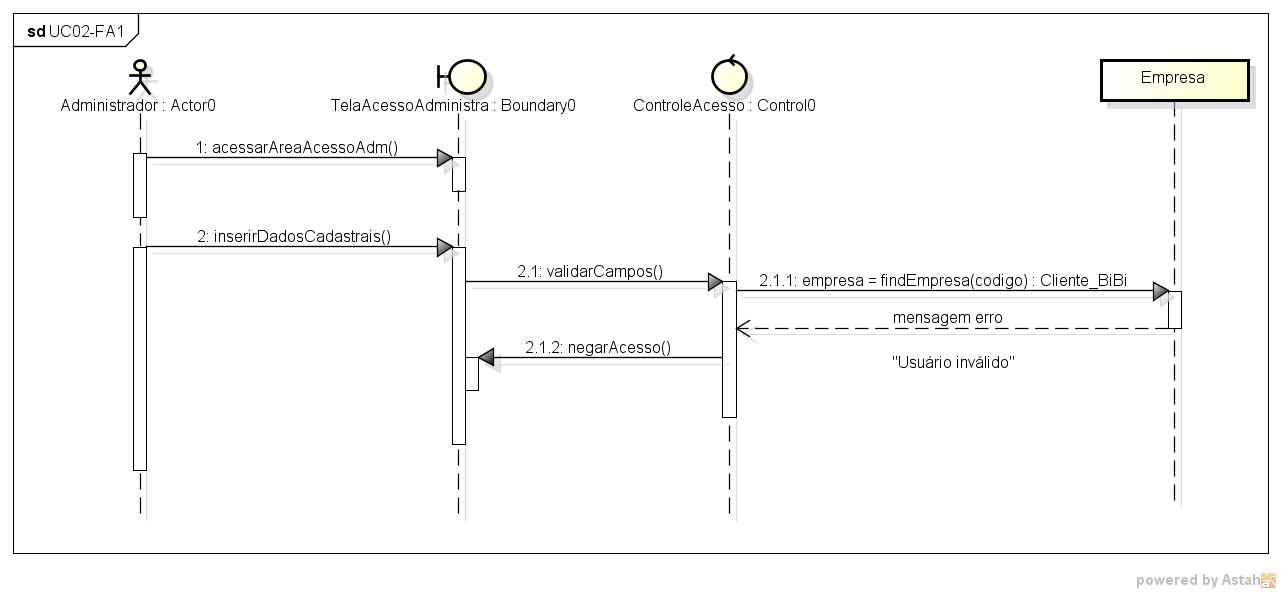 sd UC02-FA1
Administrador : Actor0
TelaAcessoAdministra : Boundary0
ControleAcesso : Control0
Empresa
1: acessarAreaAcessoAdm()
2: inserirDadosCadastrais()
2.1: validarCampos()
2.1.1: empresa = findEmpresa(codigo) : Cliente_BiBi
mensagem erro
2.1.2: negarAcesso()
"Usuário inválido"
powered by Astah